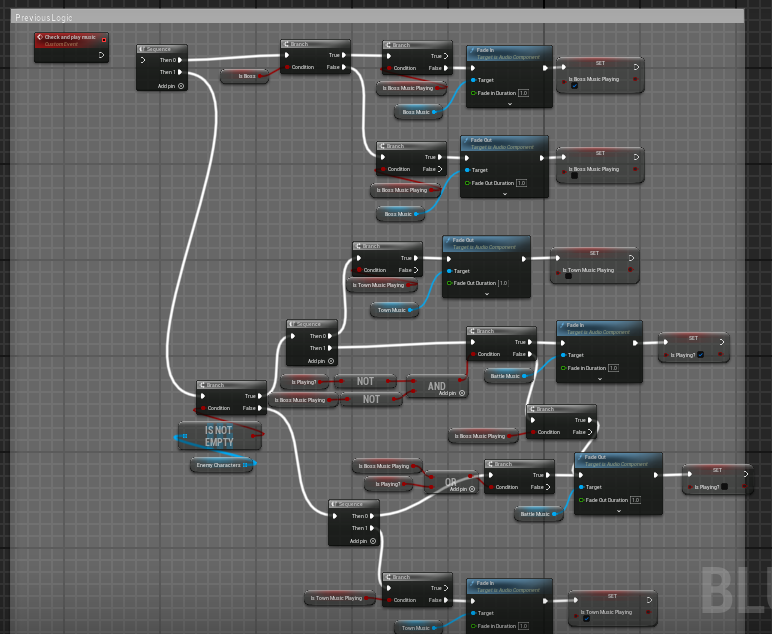 PreviousLogic
Check and play music
Custom Event
Sequence
Then 0
Then 1
Add pin
Is Boss
Branch
True
Condition
False
Branch
True
Condition
False
Is Boss Music Playing
Boss Music
Fade In
Target is Audio Component
Target
Fade in Duration 1.0
SET
Is Boss Music Playing
Branch
True
Condition
False
Is Boss Music Playing
Boss Music
Fade Out
Target is Audio Component
Target
Fade Out Duration 1.0
SET
Is Boss Music Playing
Branch
True
Condition
False
Is Town Music Playing
Town Music
Fade Out
Target is Audio Component
Target
Fade Out Duration 1.0
SET
Is Town Music Playing
Sequence
Then 0
Then 1
Add pin
Is Playing?
NOT
Is Boss Music Playing
NOT
AND
Add pin
Branch
True
Condition
False
Battle Music
Fade In
Target is Audio Component
Target
Fade in Duration 1.0
SET
Is Playing?
Branch
True
Condition
False
IS NOT
EMPTY
Enemy Characters
Is Boss Music Playing
Branch
True
Condition
False
Is Boss Music Playing
Is Playing?
OR
Add pin
Branch
True
Condition
False
Battle Music
Fade Out
Target is Audio Component
Target
Fade Out Duration 1.0
SET
Is Playing?
Sequence
Then 0
Then 1
Add pin
Is Town Music Playing
Branch
True
Condition
False
Town Music
Fade In
Target is Audio Component
Target
Fade in Duration 1.0
SET
Is Town Music Playing